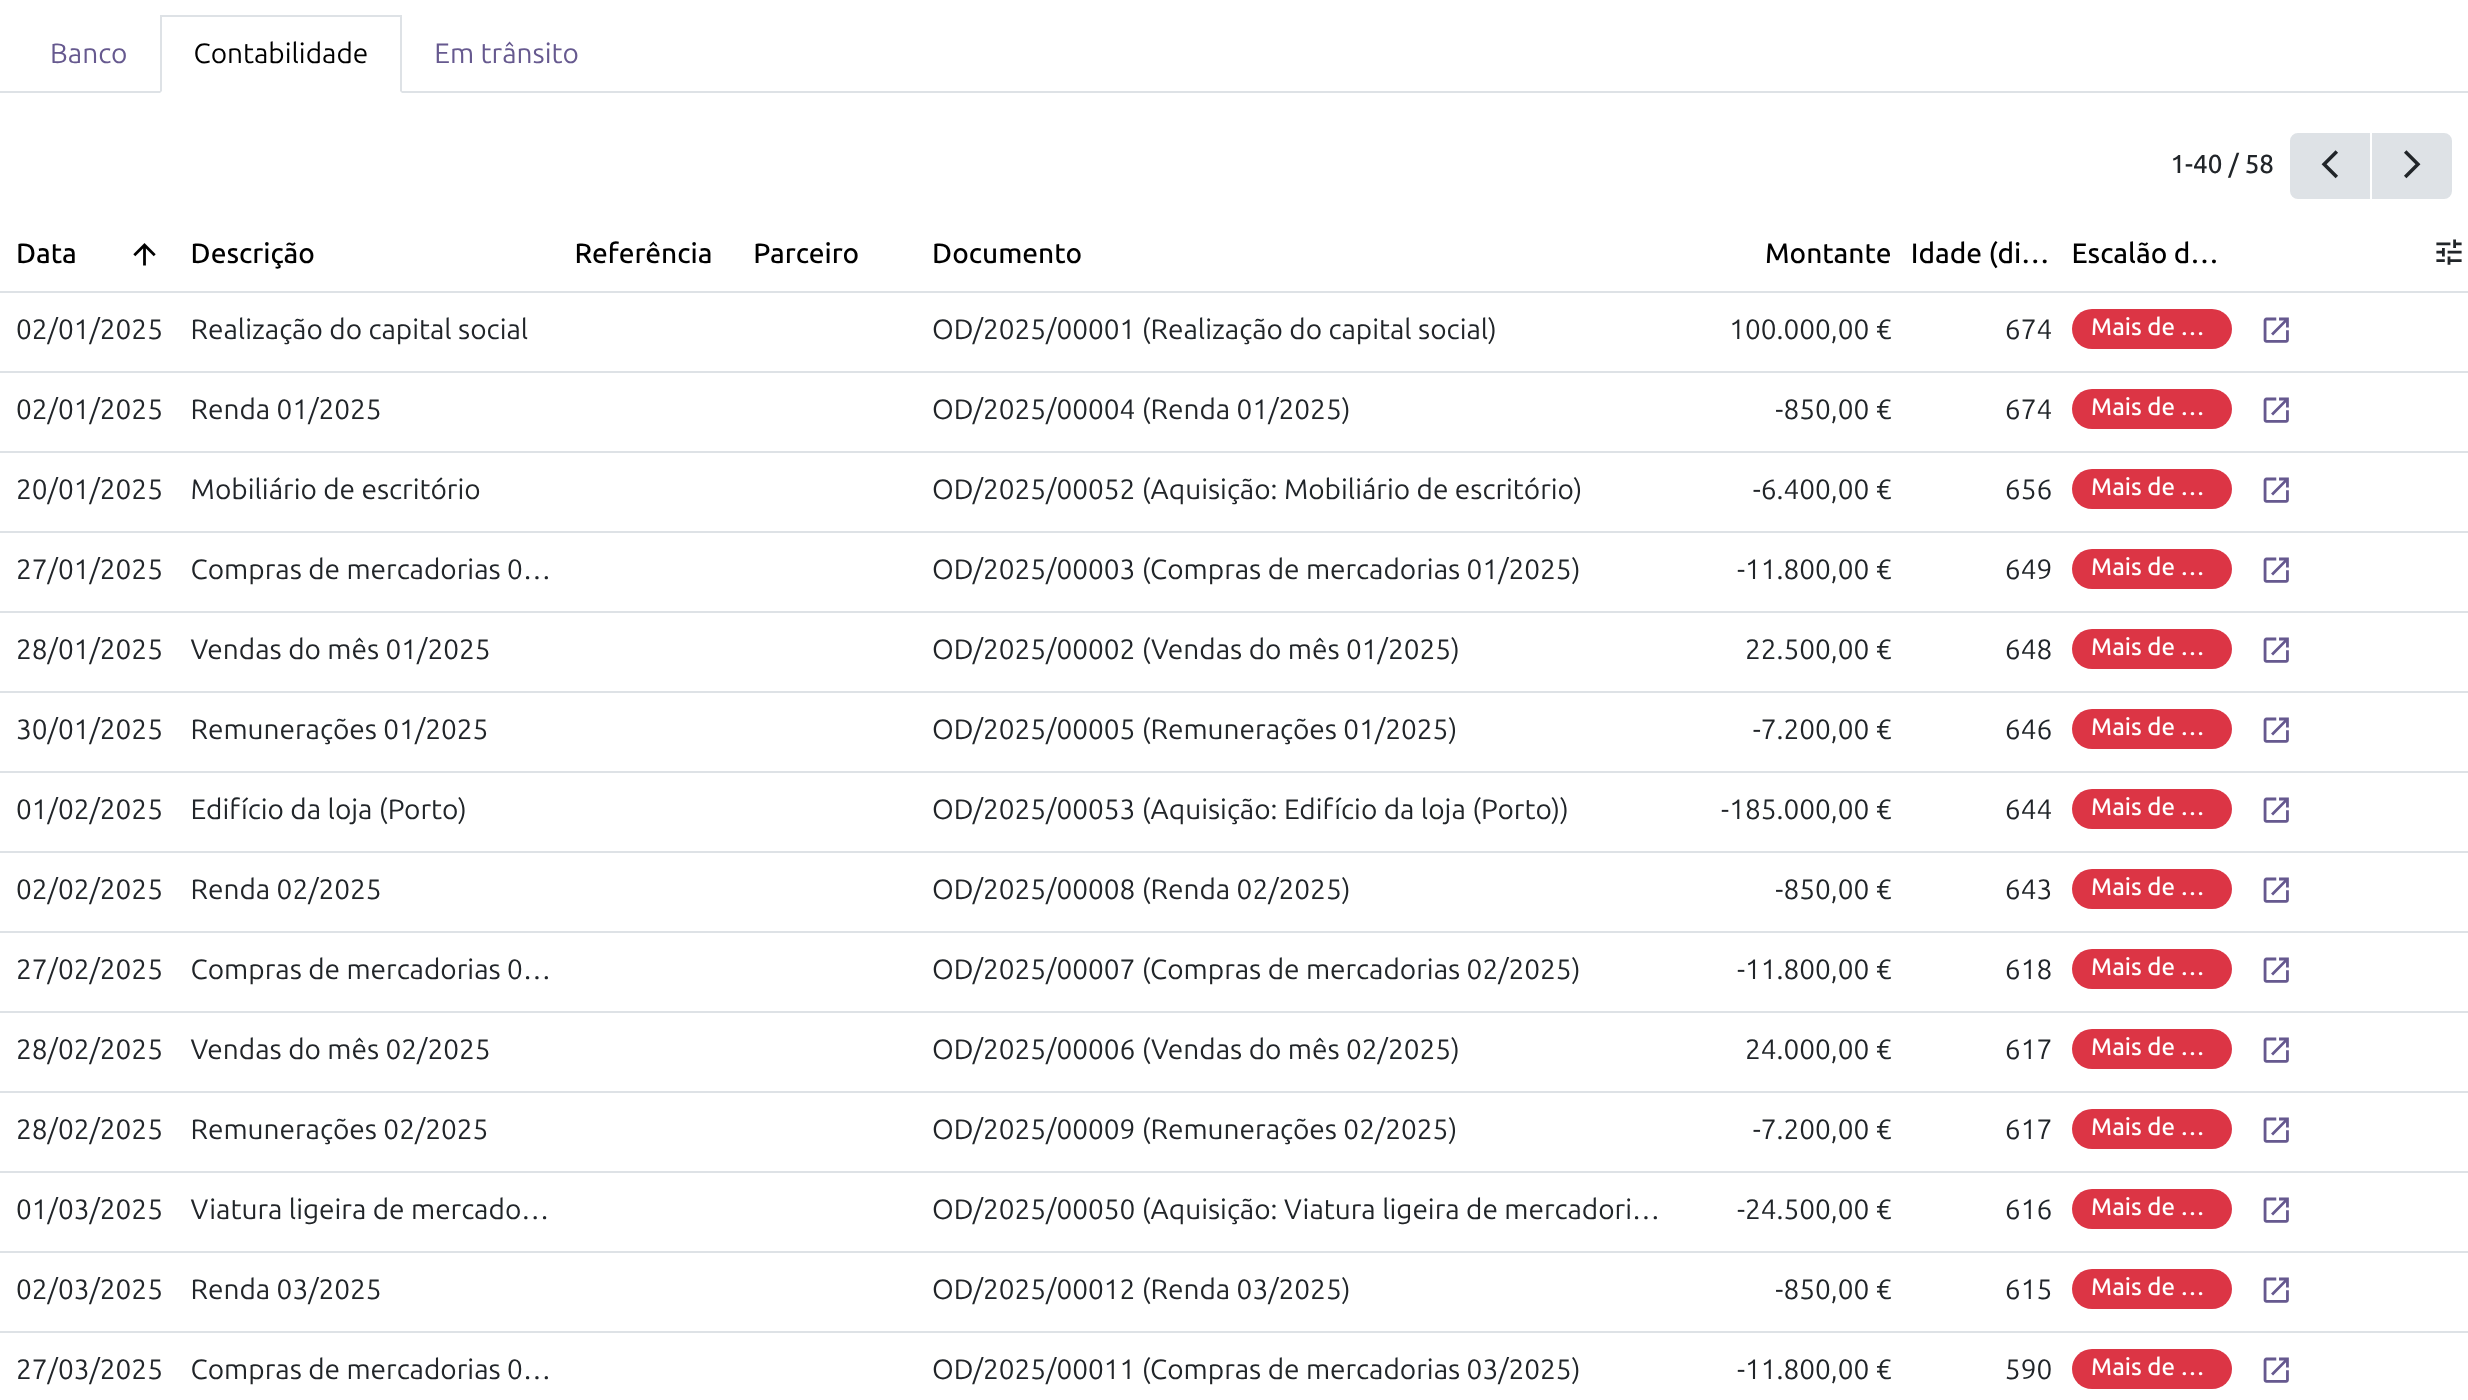 Banco Contabilidade Em trânsito
1-40 / 58
Data Descrição Referência Parceiro Documento Montante Idade (di... Escalão d...
02/01/2025 Realização do capital social OD/2025/00001 (Realização do capital social) 100.000,00 € 674 Mais de ...
02/01/2025 Renda 01/2025 OD/2025/00004 (Renda 01/2025) -850,00 € 674 Mais de ...
20/01/2025 Mobiliário de escritório OD/2025/00052 (Aquisição: Mobiliário de escritório) -6.400,00 € 656 Mais de ...
27/01/2025 Compras de mercadorias 0... OD/2025/00003 (Compras de mercadorias 01/2025) -11.800,00 € 649 Mais de ...
28/01/2025 Vendas do mês 01/2025 OD/2025/00002 (Vendas do mês 01/2025) 22.500,00 € 648 Mais de ...
30/01/2025 Remunerações 01/2025 OD/2025/00005 (Remunerações 01/2025) -7.200,00 € 646 Mais de ...
01/02/2025 Edifício da loja (Porto) OD/2025/00053 (Aquisição: Edifício da loja (Porto)) -185.000,00 € 644 Mais de ...
02/02/2025 Renda 02/2025 OD/2025/00008 (Renda 02/2025) -850,00 € 643 Mais de ...
27/02/2025 Compras de mercadorias 0... OD/2025/00007 (Compras de mercadorias 02/2025) -11.800,00 € 618 Mais de ...
28/02/2025 Vendas do mês 02/2025 OD/2025/00006 (Vendas do mês 02/2025) 24.000,00 € 617 Mais de ...
28/02/2025 Remunerações 02/2025 OD/2025/00009 (Remunerações 02/2025) -7.200,00 € 617 Mais de ...
01/03/2025 Viatura ligeira de mercado... OD/2025/00050 (Aquisição: Viatura ligeira de mercadori... -24.500,00 € 616 Mais de ...
02/03/2025 Renda 03/2025 OD/2025/00012 (Renda 03/2025) -850,00 € 615 Mais de ...
27/03/2025 Compras de mercadorias 0... OD/2025/00011 (Compras de mercadorias 03/2025) -11.800,00 € 590 Mais de ...